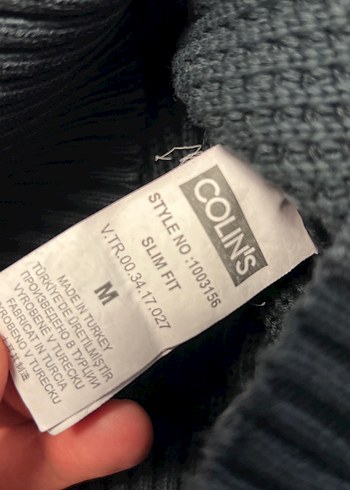 COLIN'S
STYLE NO :1003156
SLIM FIT
V.TR.00.34.17.027
M
MADE IN TURKEY
TÜRKİYE'DE ÜRETİLMİŞTİR
ПРОИЗВЕДЕНО В ТУРЦИИ
VYROBENÉ V TURECKU
FABRICAT IN TURCIA
VYROBENO V TURECKU